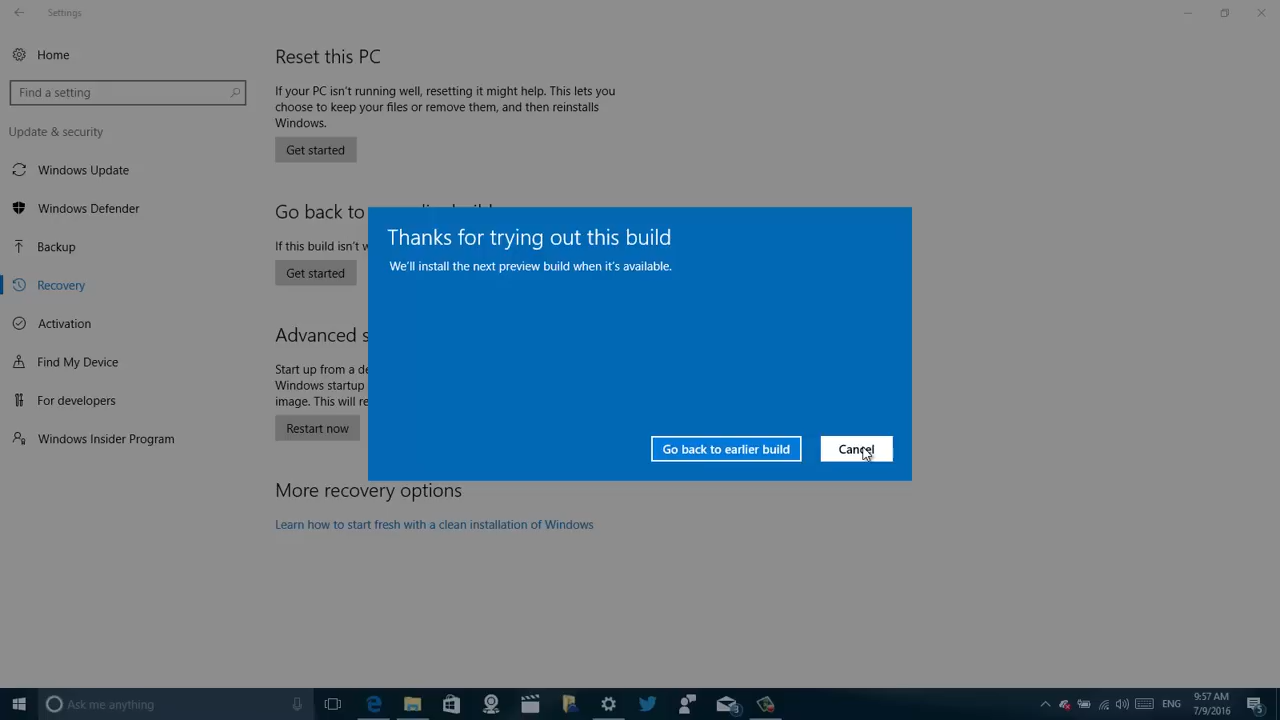 Settings
Home
Find a setting
Update & security
Windows Update
Windows Defender
Backup
Recovery
Activation
Find My Device
For developers
Windows Insider Program
Reset this PC
If your PC isn't running well, resetting it might help. This lets you
choose to keep your files or remove them, and then reinstalls
Windows.
Get started
Go back to
If this build isn't
Get started
Advanced
Start up from a
Windows startup
image. This will
Restart now
More recovery options
Learn how to start fresh with a clean installation of Windows
Thanks for trying out this build
We'll install the next preview build when it's available.
Go back to earlier build
Cancel
Ask me anything
ENG
9:57 AM
7/9/2016